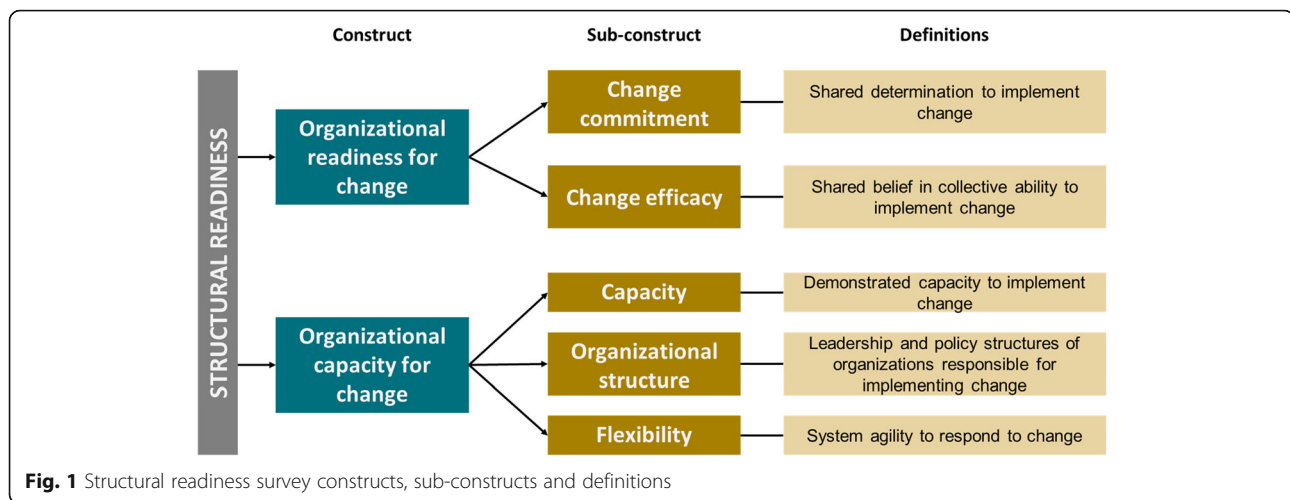 Construct
Sub-construct
Definitions
STRUCTURAL READINESS
Organizational
readiness for
change
Change
commitment
Shared determination to implement
change
Change efficacy
Shared belief in collective ability to
implement change
Organizational
capacity for
change
Capacity
Demonstrated capacity to implement
change
Organizational
structure
Leadership and policy structures of
organizations responsible for
implementing change
Flexibility
System agility to respond to change
Fig. 1 Structural readiness survey constructs, sub-constructs and definitions